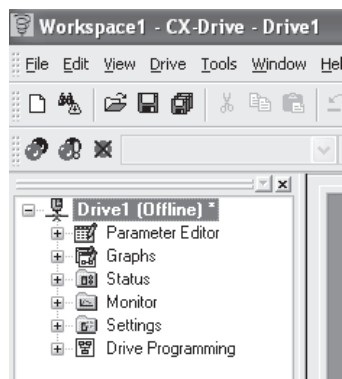 Workspace1 - CX-Drive - Drive1
File Edit View Drive Tools Window
Drive1 (Offline) *
Parameter Editor
Graphs
Status
Monitor
Settings
Drive Programming